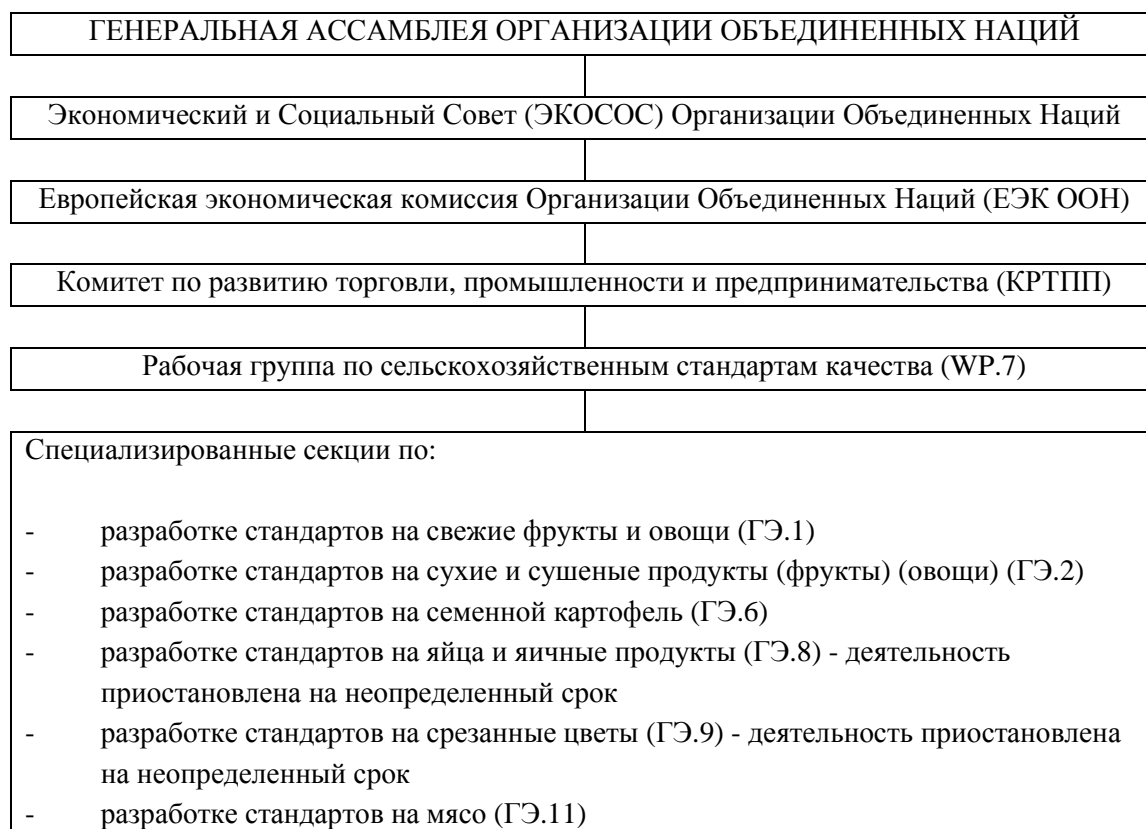 ГЕНЕРАЛЬНАЯ АССАМБЛЕЯ ОРГАНИЗАЦИИ ОБЪЕДИНЕННЫХ НАЦИЙ
Экономический и Социальный Совет (ЭКОСОС) Организации Объединенных Наций
Европейская экономическая комиссия Организации Объединенных Наций (ЕЭК ООН)
Комитет по развитию торговли, промышленности и предпринимательства (КРТПП)
Рабочая группа по сельскохозяйственным стандартам качества (WP.7)
Специализированные секции по:
- разработке стандартов на свежие фрукты и овощи (ГЭ.1)
- разработке стандартов на сухие и сушеные продукты (фрукты) (овощи) (ГЭ.2)
- разработке стандартов на семенной картофель (ГЭ.6)
- разработке стандартов на яйца и яичные продукты (ГЭ.8) - деятельность
приостановлена на неопределенный срок
- разработке стандартов на срезанные цветы (ГЭ.9) - деятельность приостановлена
на неопределенный срок
- разработке стандартов на мясо (ГЭ.11)